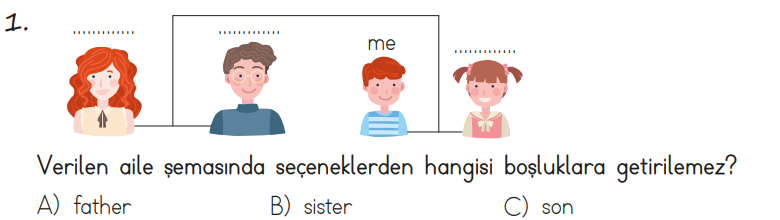 1.
me
Verilen aile şemasında seçeneklerden hangisi boşluklara getirilemez?
A) father B) sister C) son